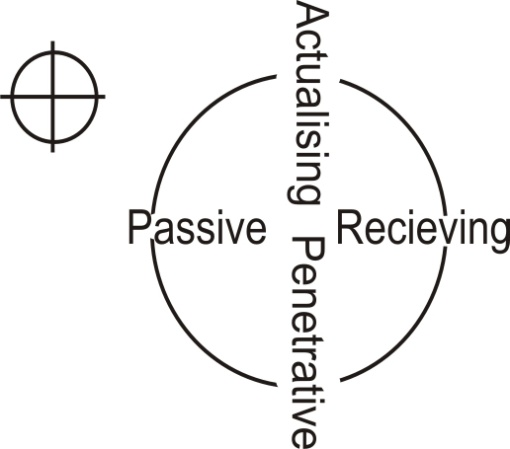 Actualising Penetrative
Passive Recieving